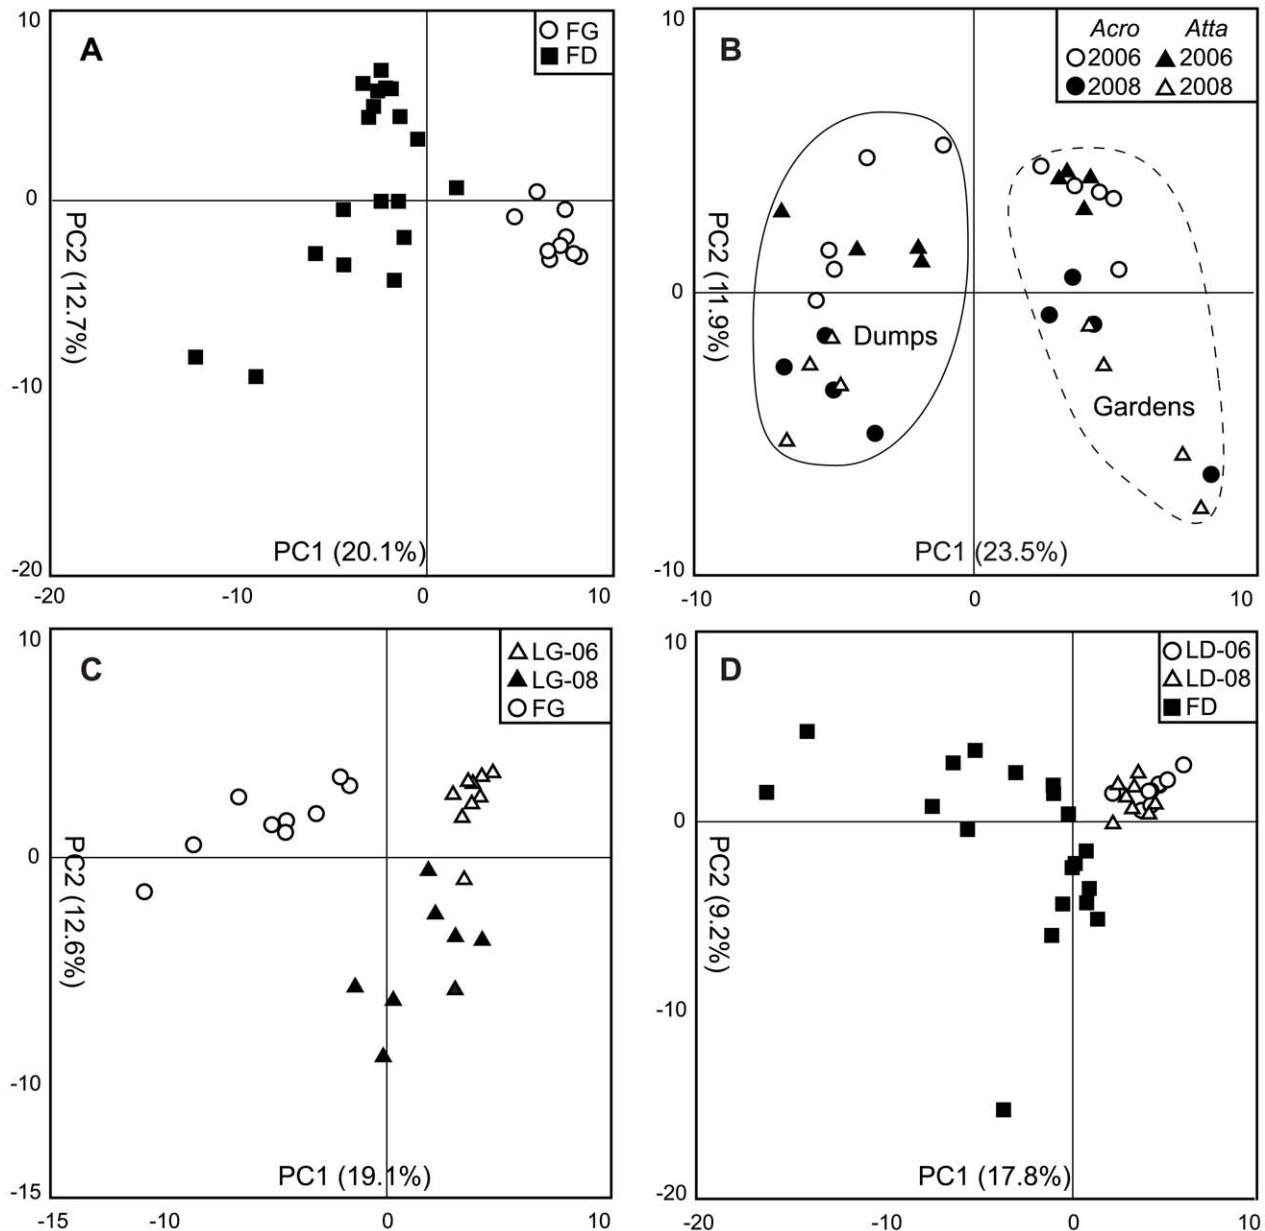 10
A
FG
FD
0
PC2 (12.7%)
-10
PC1 (20.1%)
-20
-20 -10 0 10
10
B
Acro Atta
2006 2006
2008 2008
0
PC2 (11.9%)
Dumps
Gardens
PC1 (23.5%)
-10
-10 0 10
10
C
LG-06
LG-08
FG
0
PC2 (12.6%)
-10
PC1 (19.1%)
-15
-15 -10 0 10
10
D
LD-06
LD-08
FD
0
PC2 (9.2%)
-10
PC1 (17.8%)
-20
-20 -10 0 10